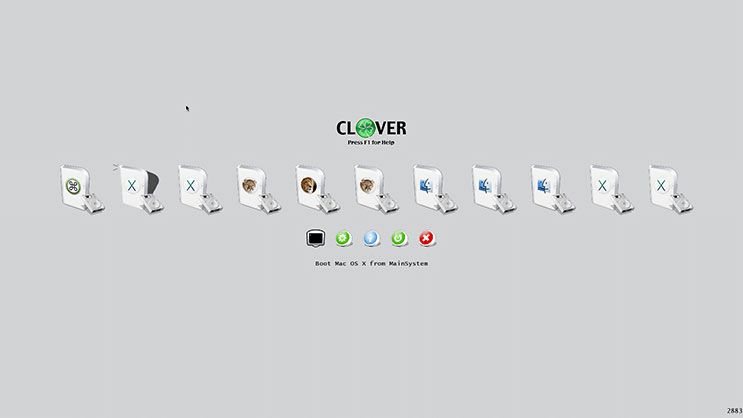 CLOVER
Press F1 for Help
X X X X X
Boot Mac OS X from MainSystem
2883